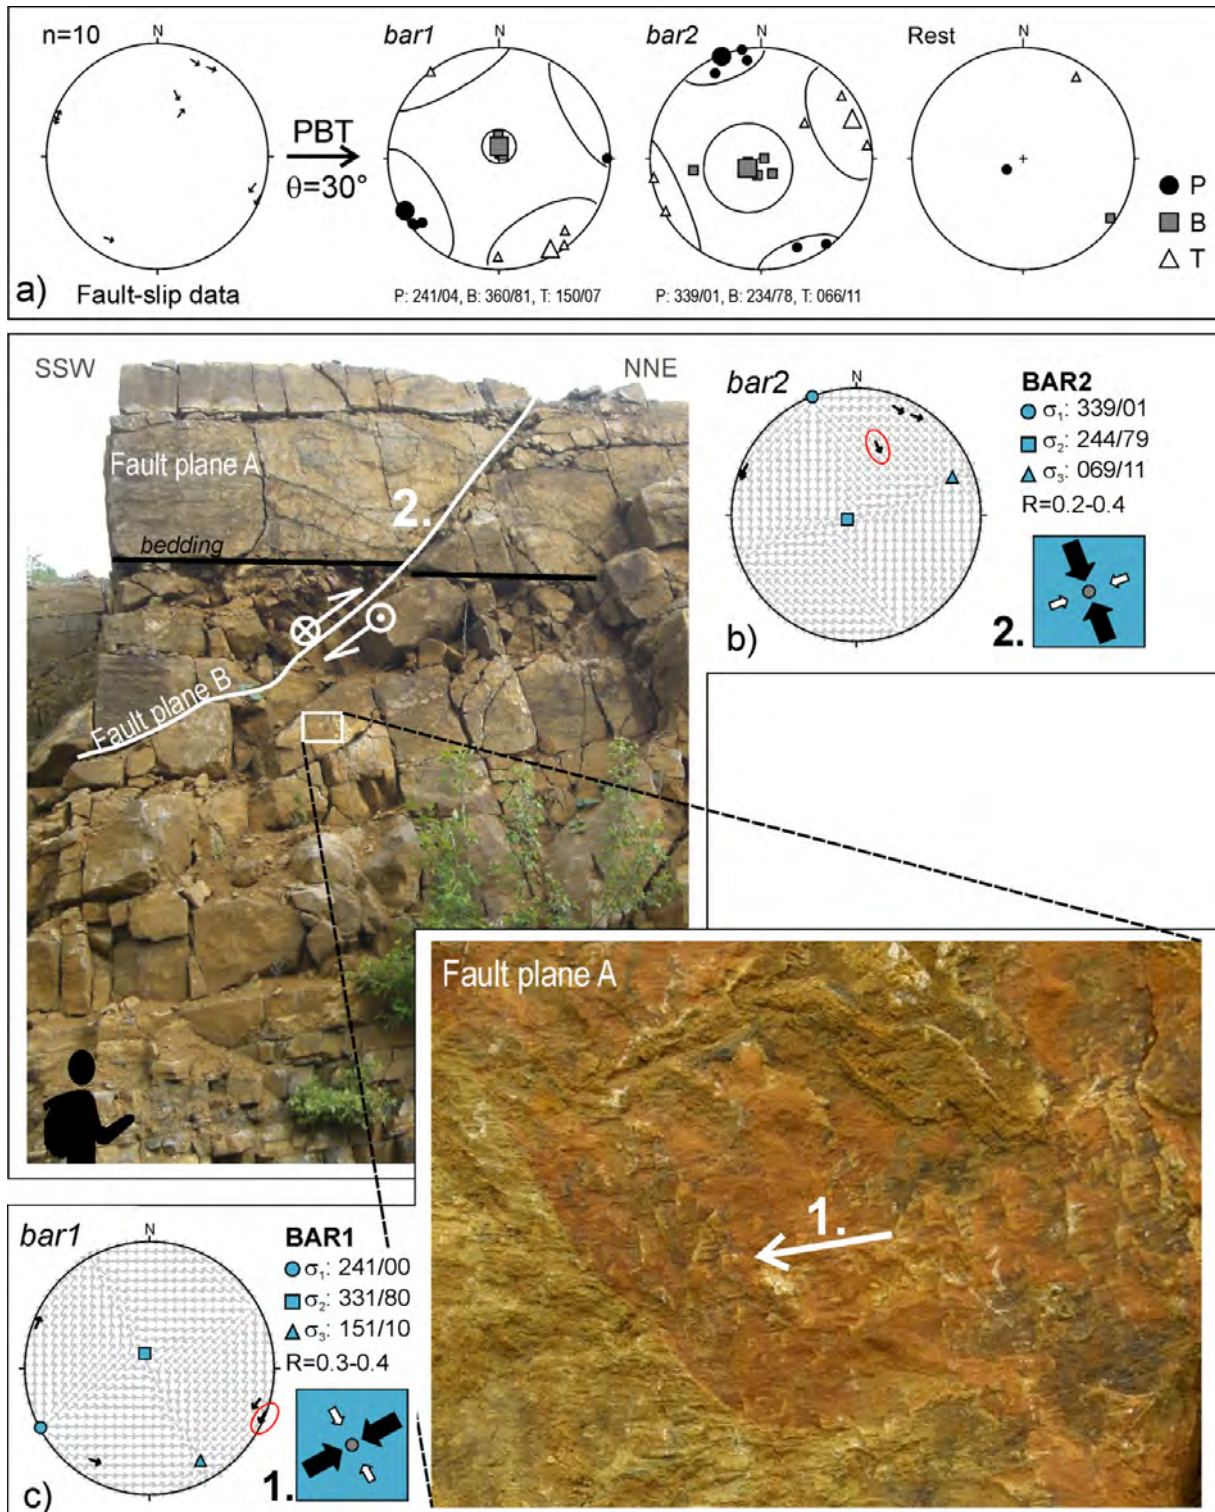 n=10
N
Fault-slip data
PBT
θ=30°
bar1
N
P: 241/04, B: 360/81, T: 150/07
bar2
N
P: 339/01, B: 234/78, T: 066/11
Rest
N
P
B
T
a)
SSW
NNE
Fault plane A
2.
bedding
Fault plane B
bar2
N
BAR2
σ1: 339/01
σ2: 244/79
σ3: 069/11
R=0.2-0.4
2.
b)
Fault plane A
1.
bar1
N
BAR1
σ1: 241/00
σ2: 331/80
σ3: 151/10
R=0.3-0.4
1.
c)